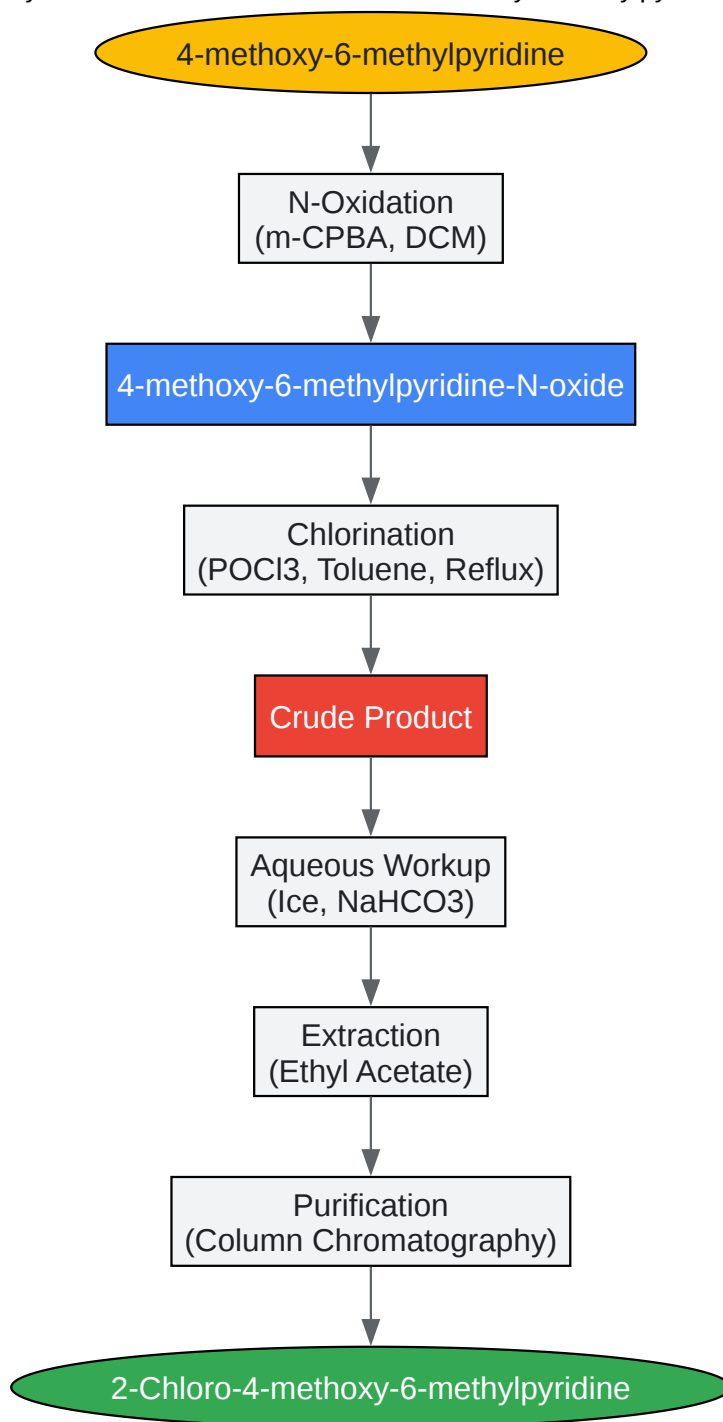 4-methoxy-6-methylpyridine
N-Oxidation
(m-CPBA, DCM)
4-methoxy-6-methylpyridine-N-oxide
Chlorination
(POCl3, Toluene, Reflux)
Crude Product
Aqueous Workup
(Ice, NaHCO3)
Extraction
(Ethyl Acetate)
Purification
(Column Chromatography)
2-Chloro-4-methoxy-6-methylpyridine